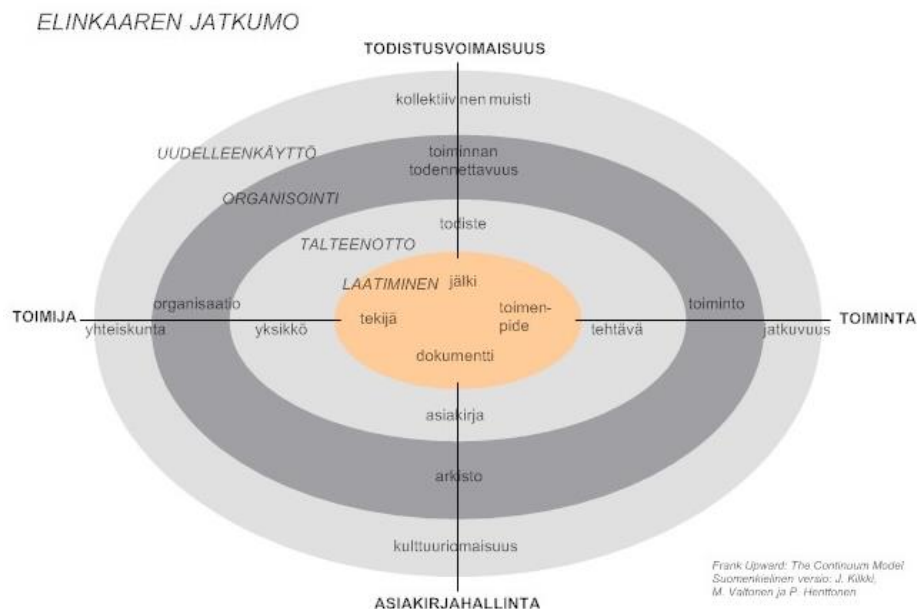 ELINKAAREN JATKUMO
TODISTUSVOIMAISUUS
kollektiivinen muisti
UUDELLEENKÄYTTÖ
toiminnan
todennettavuus
ORGANISOINTI
todiste
TALTEENOTTO
LAATIMINEN
jälki
organisaatio
toimen-
pide
toiminto
TOIMIJA
tekijä
TOIMINTA
yhteiskunta
yksikkö
tehtävä
jatkuvuus
dokumentti
asiakirja
arkisto
kulttuuriomaisuus
ASIAKIRJAHALLINTA
Frank Upward: The Continuum Model
Suomenkielinen versio: J. Kilkki,
M. Valtonen ja P. Henttonen